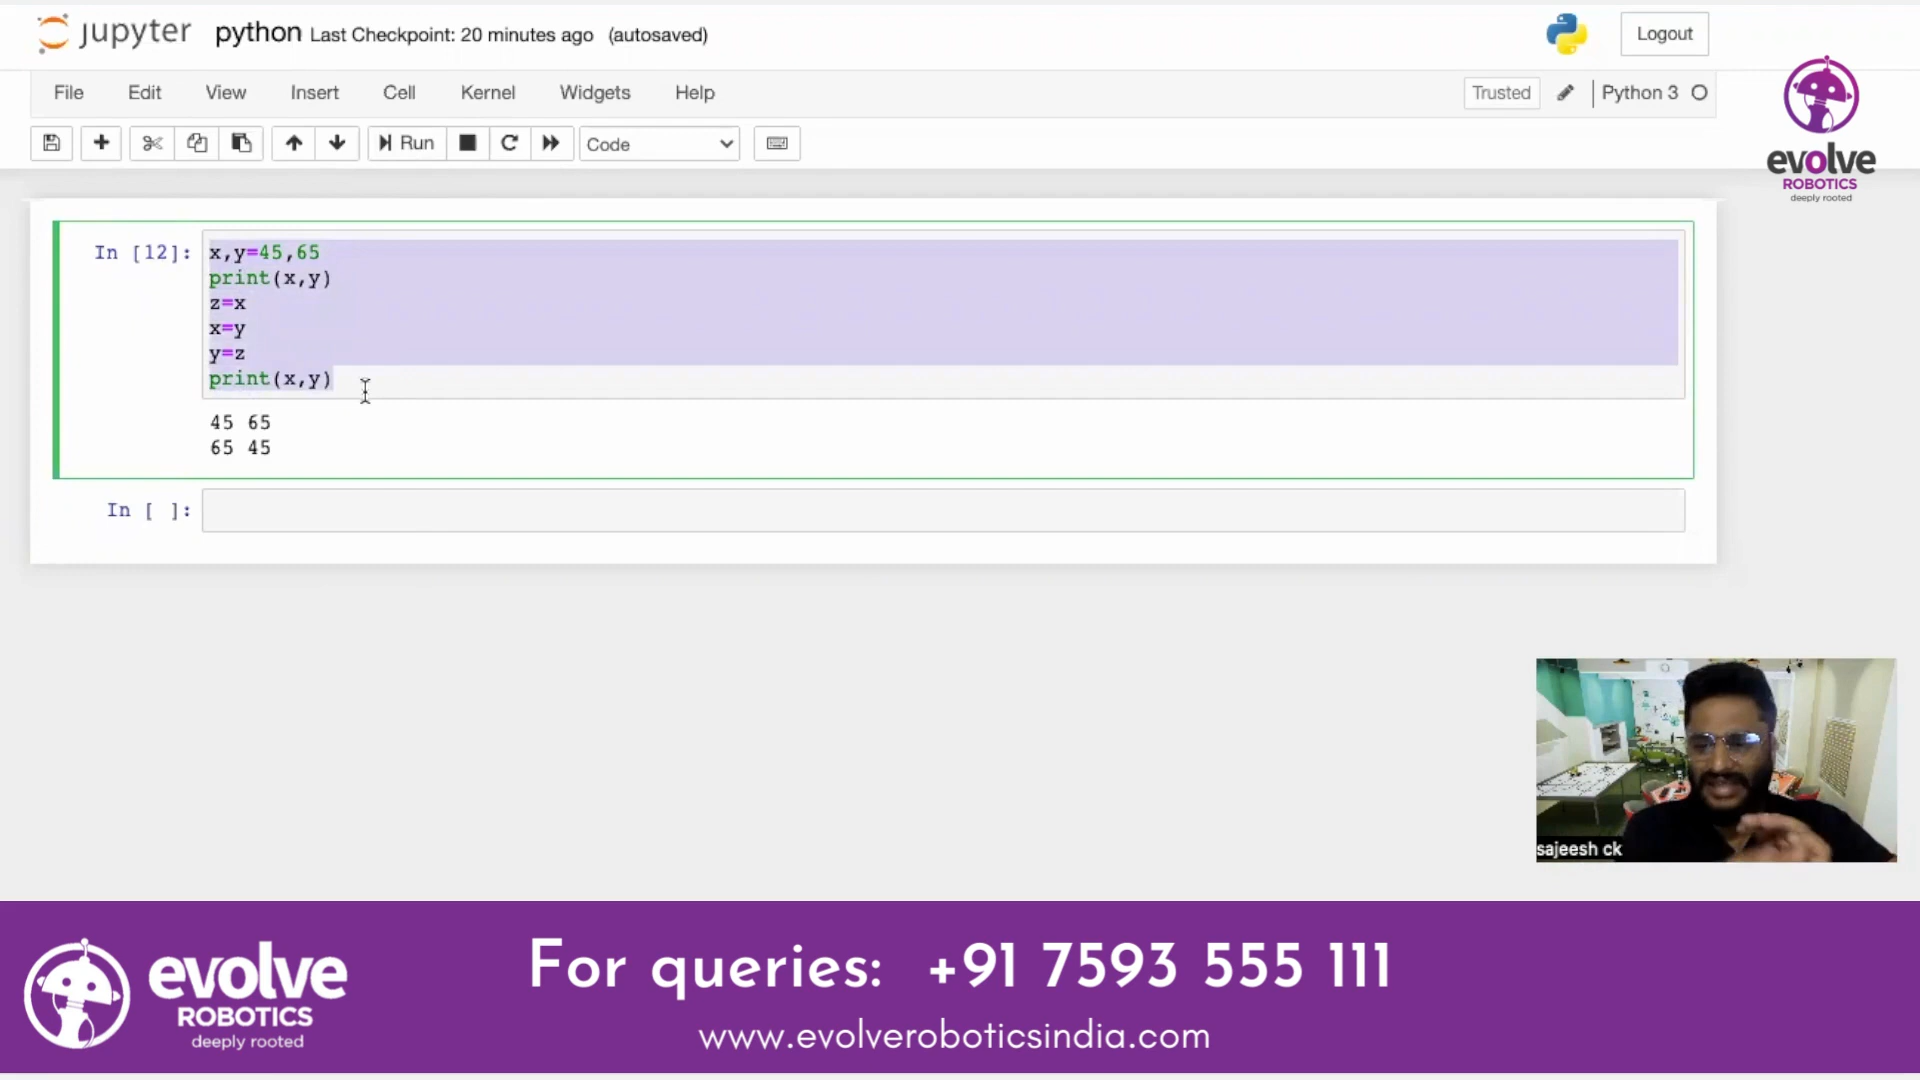 jupyter python Last Checkpoint: 20 minutes ago (autosaved)
Logout
File Edit View Insert Cell Kernel Widgets Help
Trusted Python 3
Run Code
evolve
ROBOTICS
deeply rooted
In [12]:
x,y=45,65
print(x,y)
z=x
x=y
y=z
print(x,y)
45 65
65 45
In [ ]:
sajeesh ck
evolve
ROBOTICS
deeply rooted
For queries: +91 7593 555 111
www.evolveroboticsindia.com